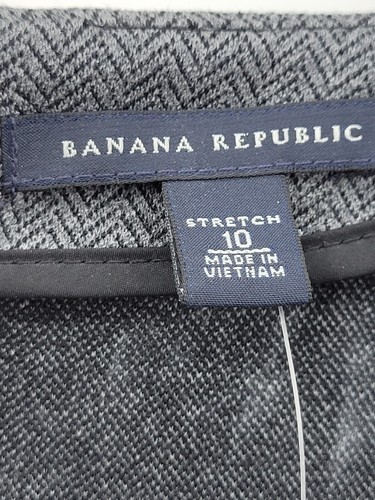 BANANA REPUBLIC
STRETCH
10
MADE IN
VIETNAM